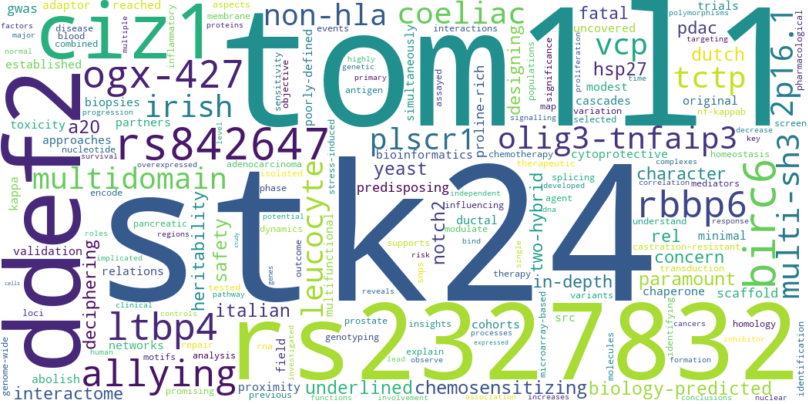 gwas
adaptor
reached
aspects
membrane
proteins
factors
major
disease
blood
combined
multiple
inflammatory
normal
established
ciz1
non-hla
events
coeliac
interactions
fatal
uncovered
trials
polymorphisms
targeting
pharmacological
2p16.1
tom1l1
vcp
pdac
dutch
hsp27
tctp
modest
original
cascades
variation
selected
nf-kappab
significance
map
signalling
populations
proliferation
time
screen
key
decrease
homeostasis
designing
simultaneously
poorly-defined
sensitivity
objective
highly
genetic
primary
antigen
assayed
proline-rich
ogx-427
biopsies
progression
irish
toxicity
a20
partners
approaches
nucleotide
survival
overexpressed
rs842647
level
adenocarcinoma
stress-induced
plscr1
olig3-tnfaip3
bioinformatics
chemotherapy
cytoprotective
therapeutic
complexes
ddef2
kappa
multidomain
encode
isolated
phase
leucocyte
yeast
predisposing
independent
influencing
splicing
developed
agent
dna
character
correlation
mediators
rbbp6
understand
response
birc6
multi-sh3
validation
roles
pancreatic
regions
implicated
deciphering
relations
loci
clinical
stk24
heritability
safety
potential
dynamics
outcome
study
genes
tested
pathway
multifunctional
supports
snps
risk
notch2
modulate
bind
ductal
single
therapy
reveals
two-hybrid
in-depth
variants
rel
minimal
castration-resistant
concern
transduction
paramount
chaperone
scaffold
cells
networks
abolish
human
ltbp4
controls
repair
motifs
analysis
italian
rna
field
investigated
rs2327832
prostate
insights
genotyping
cohorts
processes
expressed
explain
lead
observe
microarray-based
src
molecules
identifying
cancers
homology
inhibitor
formation
identification
genome-wide
interactome
allying
promising
proximity
previous
underlined
functions
involvement
chemosensitizing
association
increases
biology-predicted
conclusions
nuclear